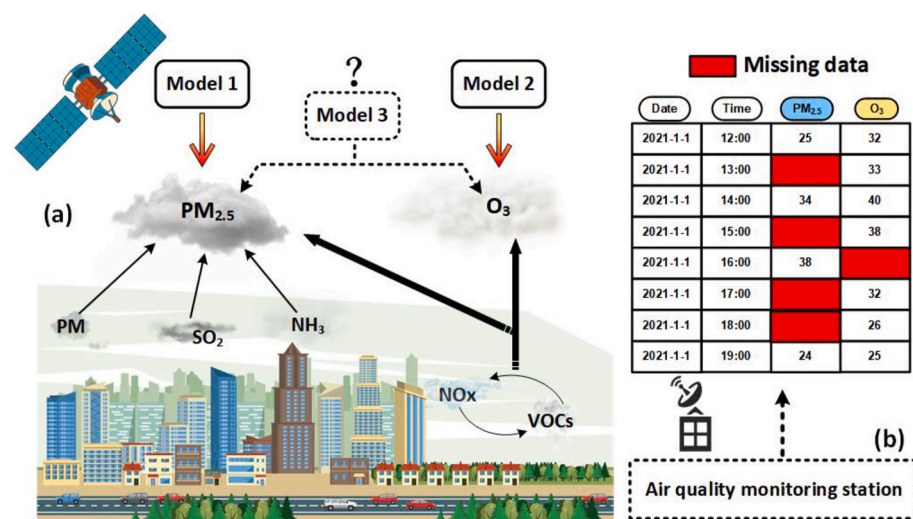 Model 1
?
Model 3
Model 2
(a)
PM2.5
O3
PM
SO2
NH3
NOx
VOCs
Missing data
Date Time PM2.5 O3
2021-1-1 12:00 25 32
2021-1-1 13:00 33
2021-1-1 14:00 34 40
2021-1-1 15:00 38
2021-1-1 16:00 38
2021-1-1 17:00 32
2021-1-1 18:00 26
2021-1-1 19:00 24 25
(b)
Air quality monitoring station